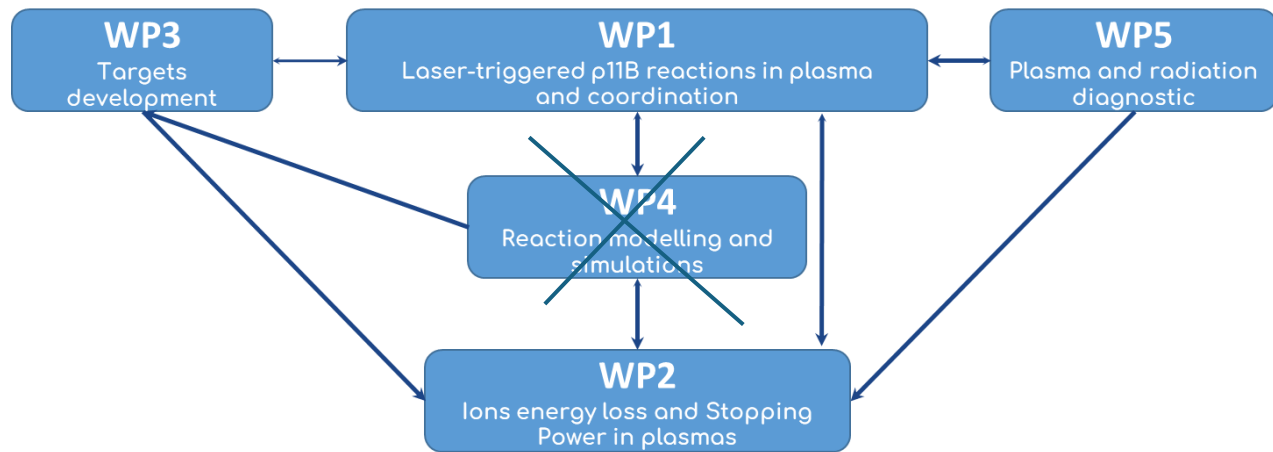 WP3
Targets
development
WP1
Laser-triggered p11B reactions in plasma
and coordination
WP5
Plasma and radiation
diagnostic
WP4
Reaction modelling and
simulations
WP2
Ions energy loss and Stopping
Power in plasmas